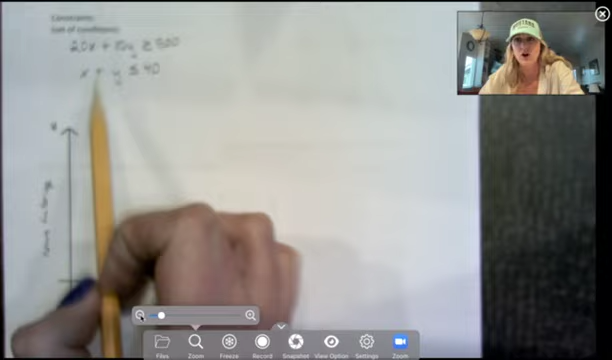 Constraints:
(set of conditions)
20x + 10y ≥ 500
x + y ≤ 40
y
Files
Zoom
Freeze
Record
Snapshot
View Option
Settings
Zoom